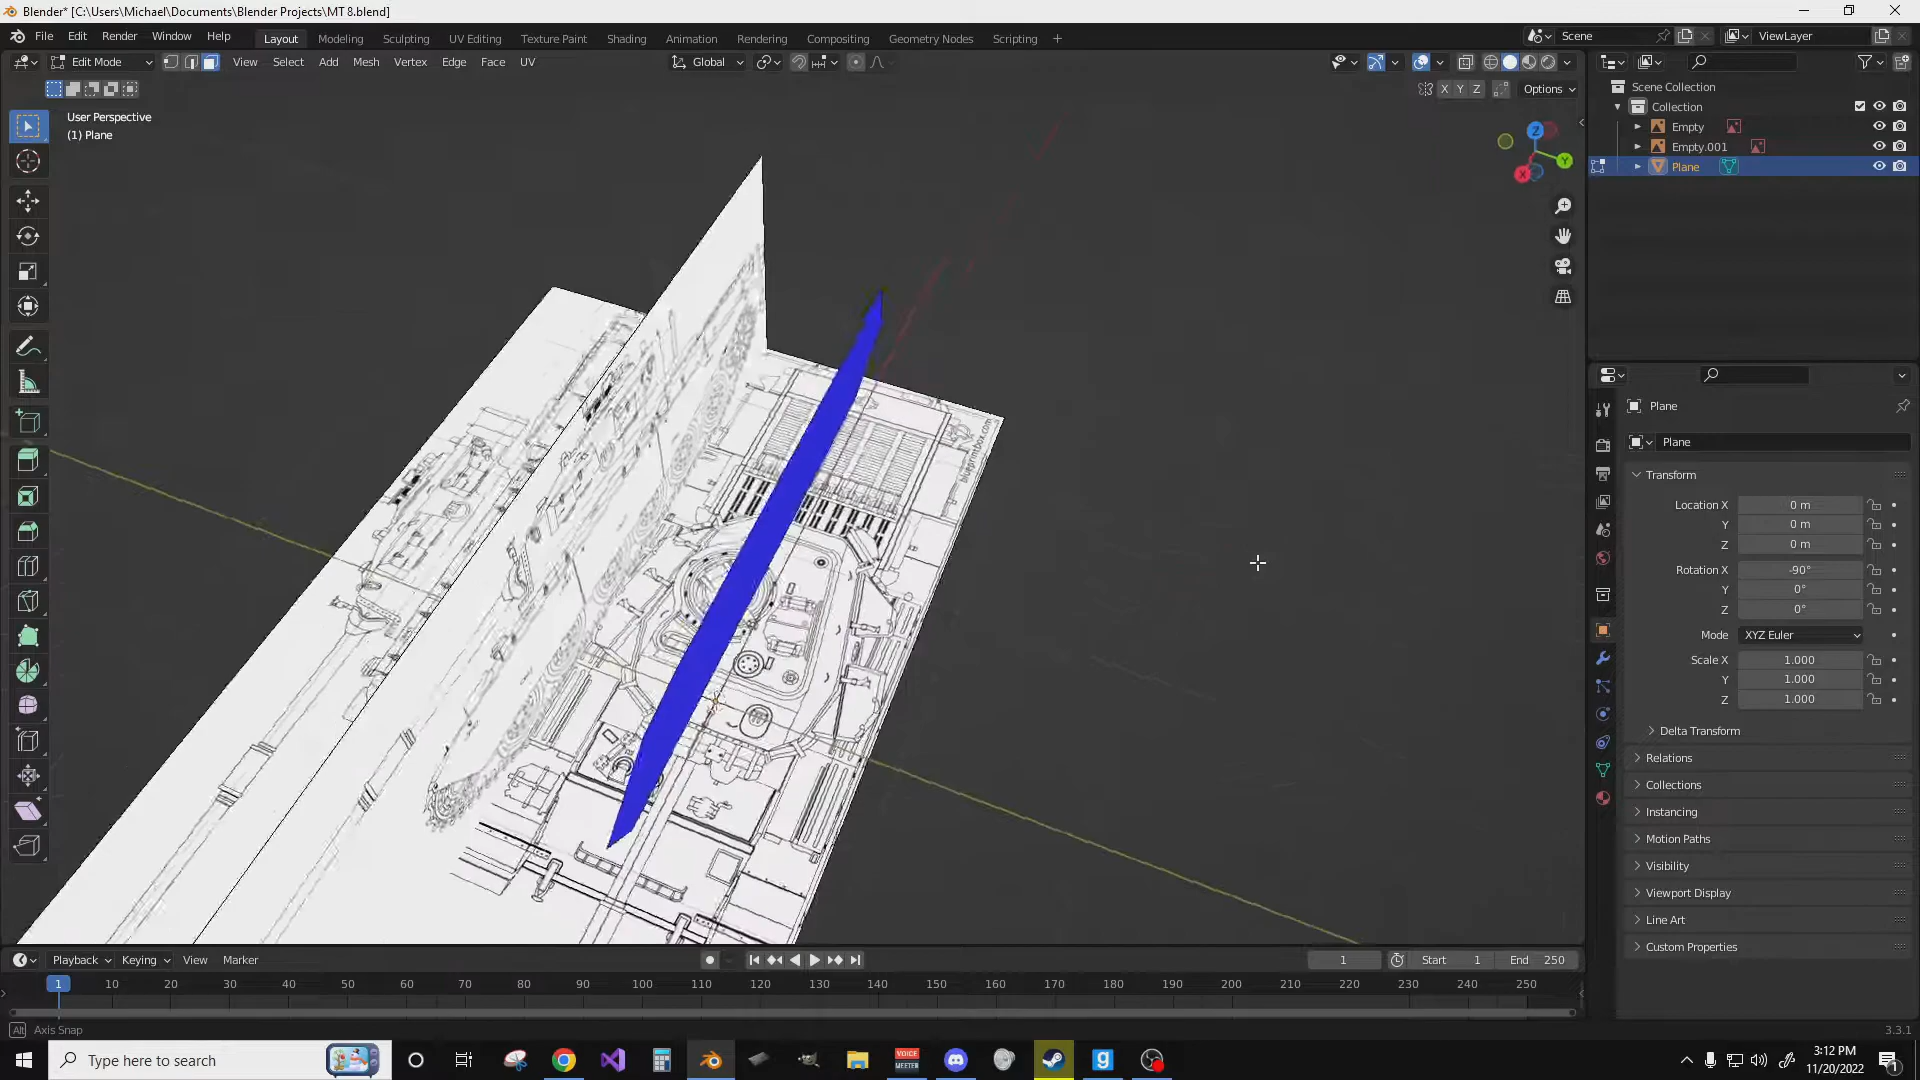 Blender* [C:\Users\Michael\Documents\Blender Projects\MT 8.blend]
File Edit Render Window Help Layout Modeling Sculpting UV Editing Texture Paint Shading Animation Rendering Compositing Geometry Nodes Scripting + Scene ViewLayer
Edit Mode View Select Add Mesh Vertex Edge Face UV Global
X Y Z Options
User Perspective
(1) Plane
Z
Y
X
blueprintbox.com
Scene Collection
Collection
Empty
Empty.001
Plane
Plane
Plane
Transform
Location X 0 m
Y 0 m
Z 0 m
Rotation X -90°
Y 0°
Z 0°
Mode XYZ Euler
Scale X 1.000
Y 1.000
Z 1.000
Delta Transform
Relations
Collections
Instancing
Motion Paths
Visibility
Viewport Display
Line Art
Custom Properties
Playback Keying View Marker 1 Start 1 End 250
1 10 20 30 40 50 60 70 80 90 100 110 120 130 140 150 160 170 180 190 200 210 220 230 240 250
Alt Axis Snap 3.3.1
Type here to search
VOICE
MEETER
3:12 PM
11/20/2022
1